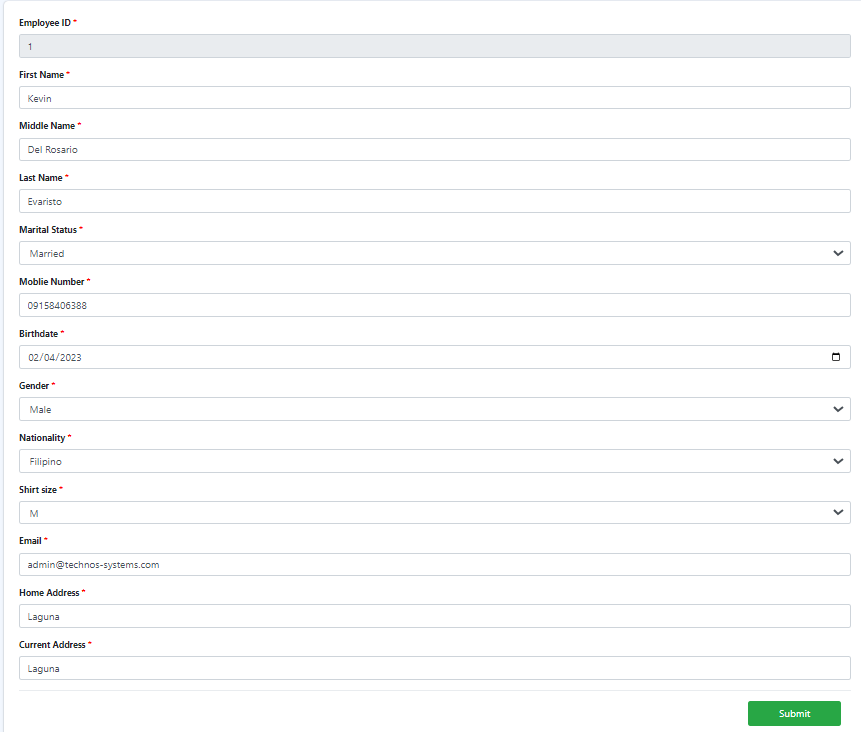 Employee ID *
1
First Name *
Kevin
Middle Name *
Del Rosario
Last Name *
Evaristo
Marital Status *
Married
Moblie Number *
09158406388
Birthdate *
02/04/2023
Gender *
Male
Nationality *
Filipino
Shirt size *
M
Email *
admin@technos-systems.com
Home Address *
Laguna
Current Address *
Laguna
Submit